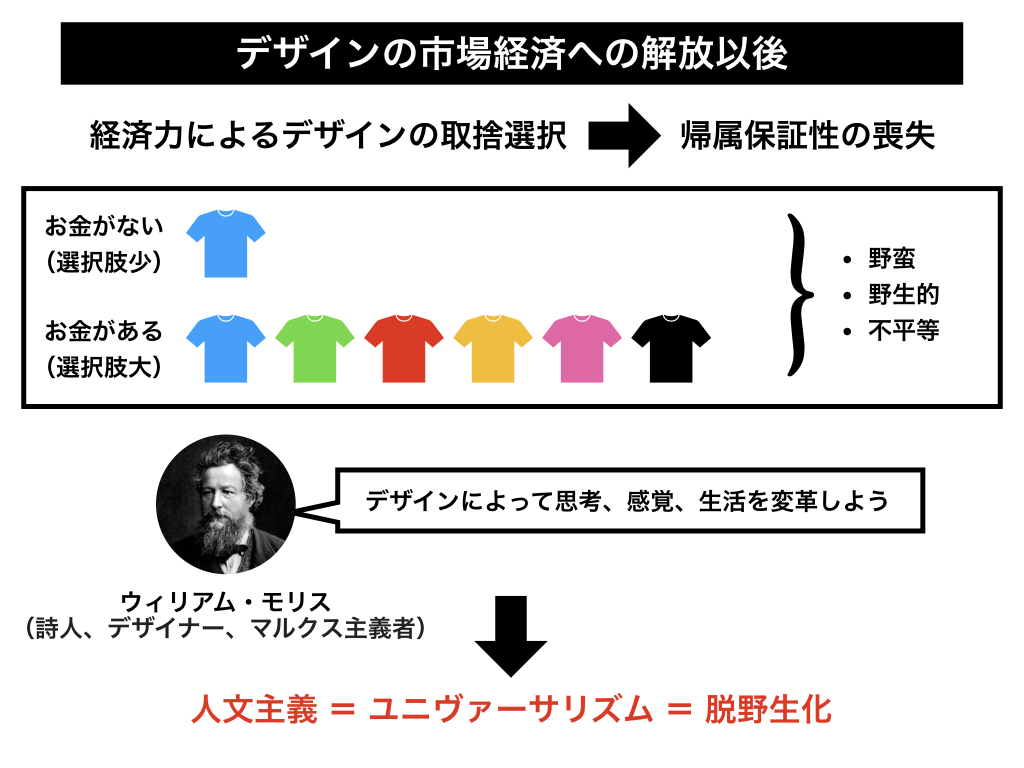 デザインの市場経済への解放以後
経済力によるデザインの取捨選択
帰属保証性の喪失
お金がない
（選択肢少）
お金がある
（選択肢大）
• 野蛮
• 野生的
• 不平等
デザインによって思考、感覚、生活を変革しよう
ウィリアム・モリス
（詩人、デザイナー、マルクス主義者）
人文主義 = ユニヴァーサリズム = 脱野生化